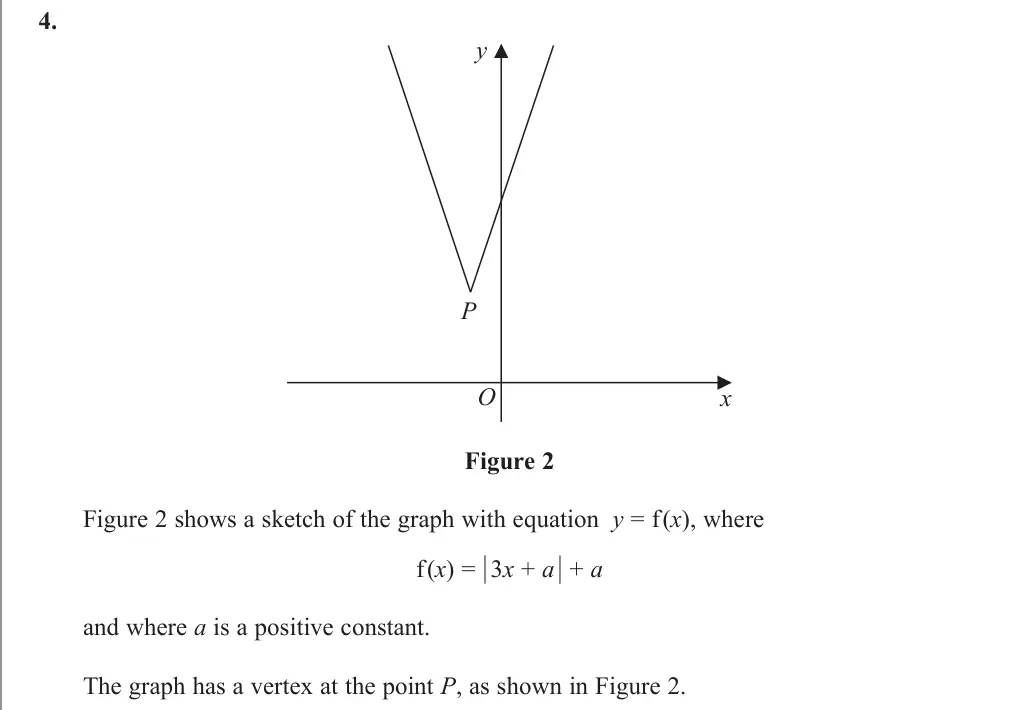 4.
y
P
O
x
Figure 2
Figure 2 shows a sketch of the graph with equation y = f(x), where
f(x) = |3x + a| + a
and where a is a positive constant.
The graph has a vertex at the point P, as shown in Figure 2.